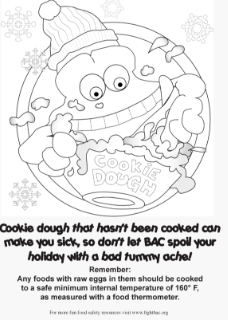 COOKIE
DOUGH
Cookie dough that hasn't been cooked can
make you sick, so don't let BAC spoil your
holiday with a bad tummy ache!
Remember:
Any foods with raw eggs in them should be cooked
to a safe minimum internal temperature of 160° F,
as measured with a food thermometer.
For more fun food safety resources visit www.fightbac.org